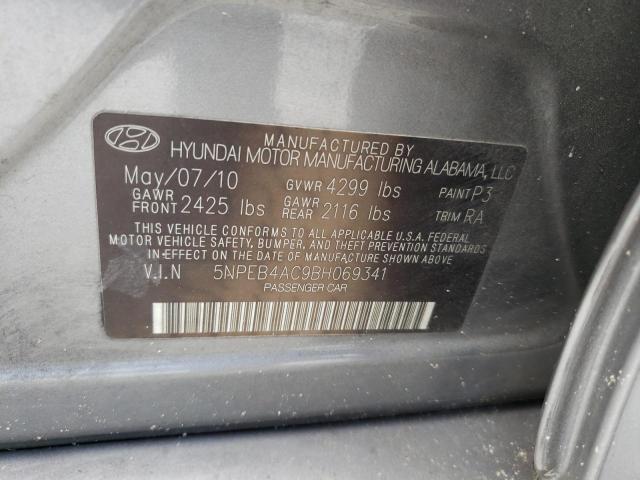 MANUFACTURED BY
HYUNDAI MOTOR MANUFACTURING ALABAMA, LLC
May/07/10 GVWR 4299 lbs PAINT P3
GAWR FRONT 2425 lbs GAWR REAR 2116 lbs TRIM RA
THIS VEHICLE CONFORMS TO ALL APPLICABLE U.S.A. FEDERAL
MOTOR VEHICLE SAFETY, BUMPER, AND THEFT PREVENTION STANDARDS
IN EFFECT ON THE DATE OF MANUFACTURE SHOWN ABOVE.
V.I.N 5NPEB4AC9BH069341
PASSENGER CAR